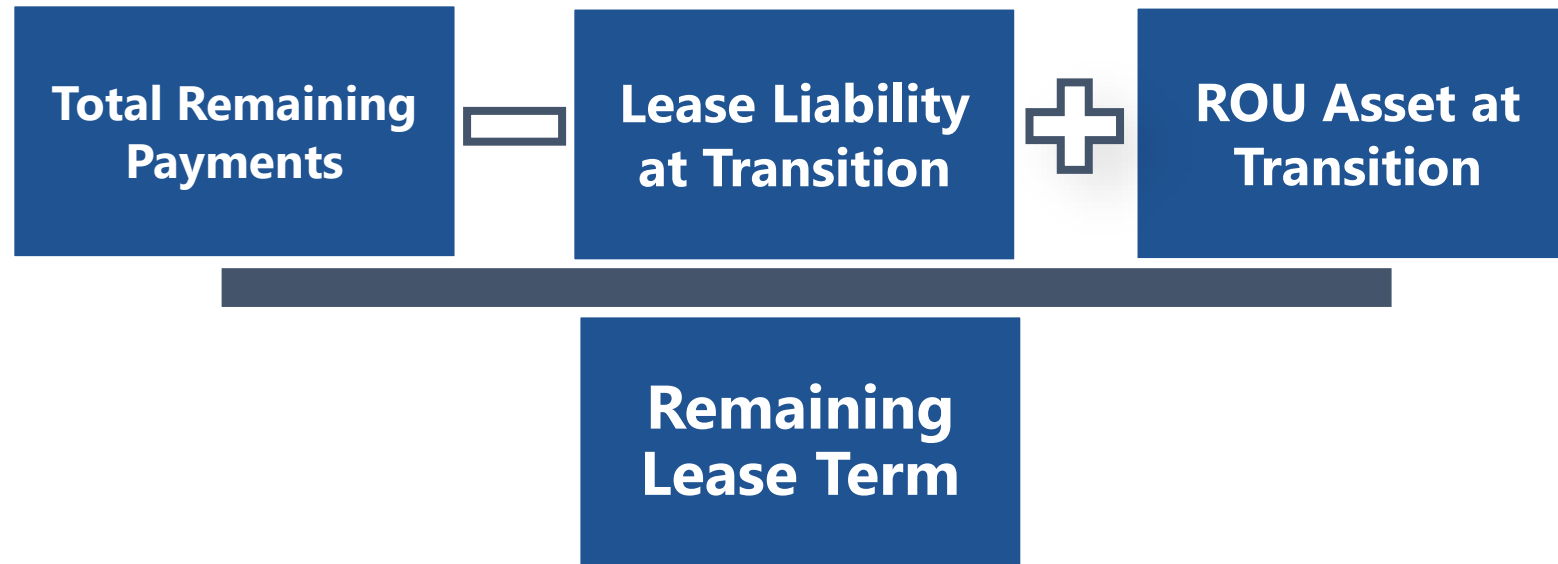 Total Remaining
Payments
Lease Liability
at Transition
ROU Asset at
Transition
Remaining
Lease Term